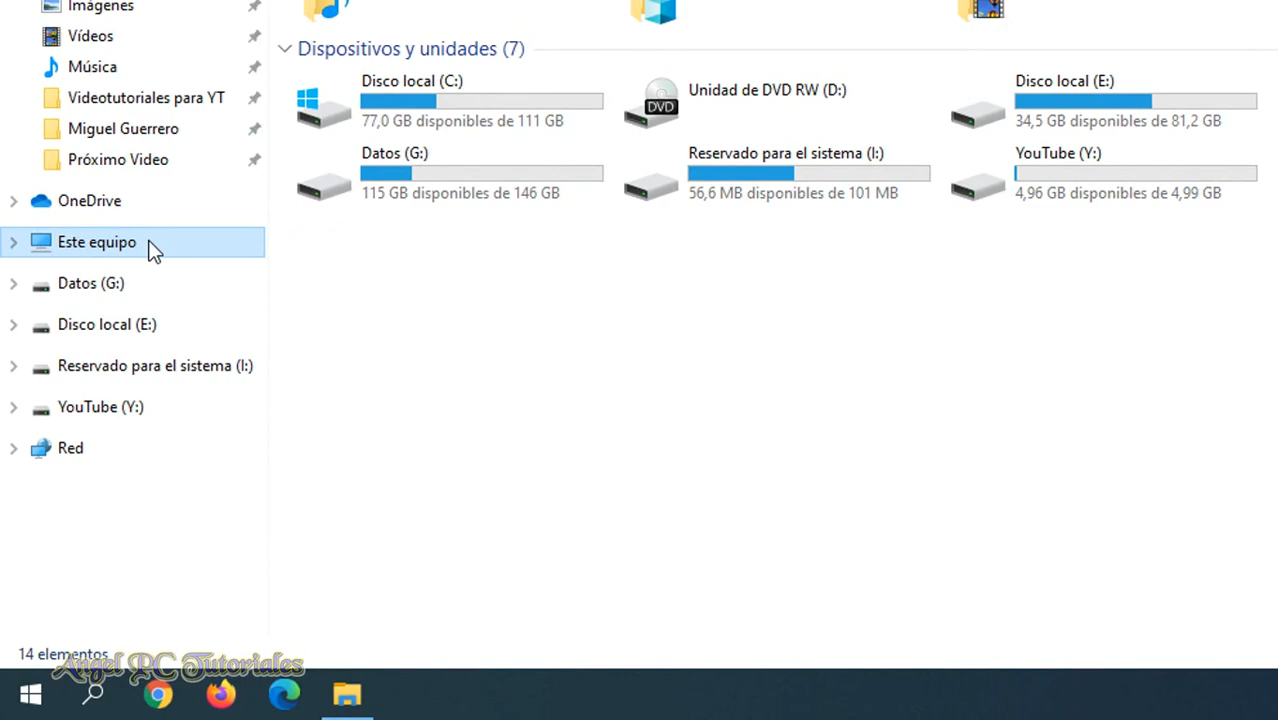 Imágenes
Vídeos
Música
Videotutoriales para YT
Miguel Guerrero
Próximo Video
OneDrive
Este equipo
Datos (G:)
Disco local (E:)
Reservado para el sistema (I:)
YouTube (Y:)
Red
Dispositivos y unidades (7)
Disco local (C:)
77,0 GB disponibles de 111 GB
Unidad de DVD RW (D:)
DVD
Disco local (E:)
34,5 GB disponibles de 81,2 GB
Datos (G:)
115 GB disponibles de 146 GB
Reservado para el sistema (I:)
56,6 MB disponibles de 101 MB
YouTube (Y:)
4,96 GB disponibles de 4,99 GB
14 elementos
Angel PC Tutoriales